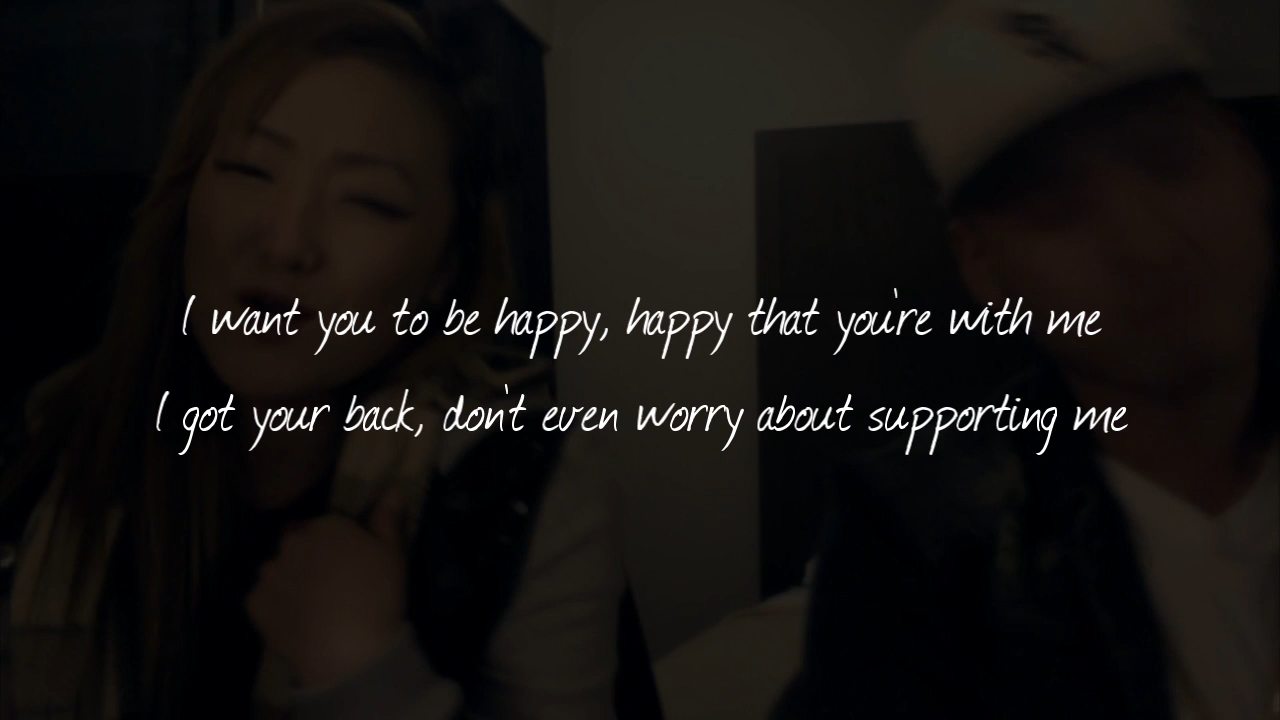 I want you to be happy, happy that you're with me
I got your back, don't even worry about supporting me